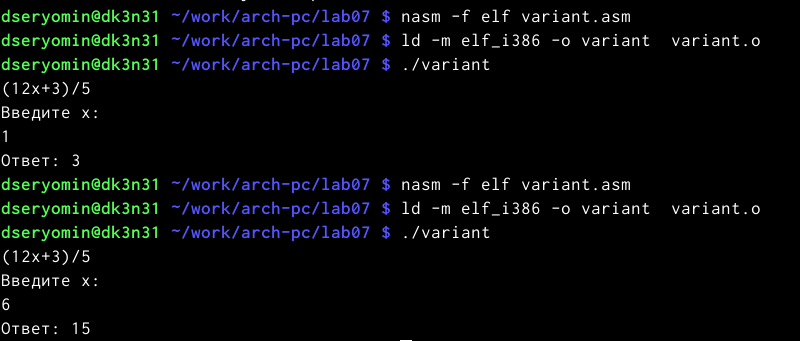 dseryomin@dk3n31 ~/work/arch-pc/lab07 $ nasm -f elf variant.asm
dseryomin@dk3n31 ~/work/arch-pc/lab07 $ ld -m elf_i386 -o variant  variant.o
dseryomin@dk3n31 ~/work/arch-pc/lab07 $ ./variant
(12x+3)/5
Введите x:
1
Ответ: 3
dseryomin@dk3n31 ~/work/arch-pc/lab07 $ nasm -f elf variant.asm
dseryomin@dk3n31 ~/work/arch-pc/lab07 $ ld -m elf_i386 -o variant  variant.o
dseryomin@dk3n31 ~/work/arch-pc/lab07 $ ./variant
(12x+3)/5
Введите x:
6
Ответ: 15